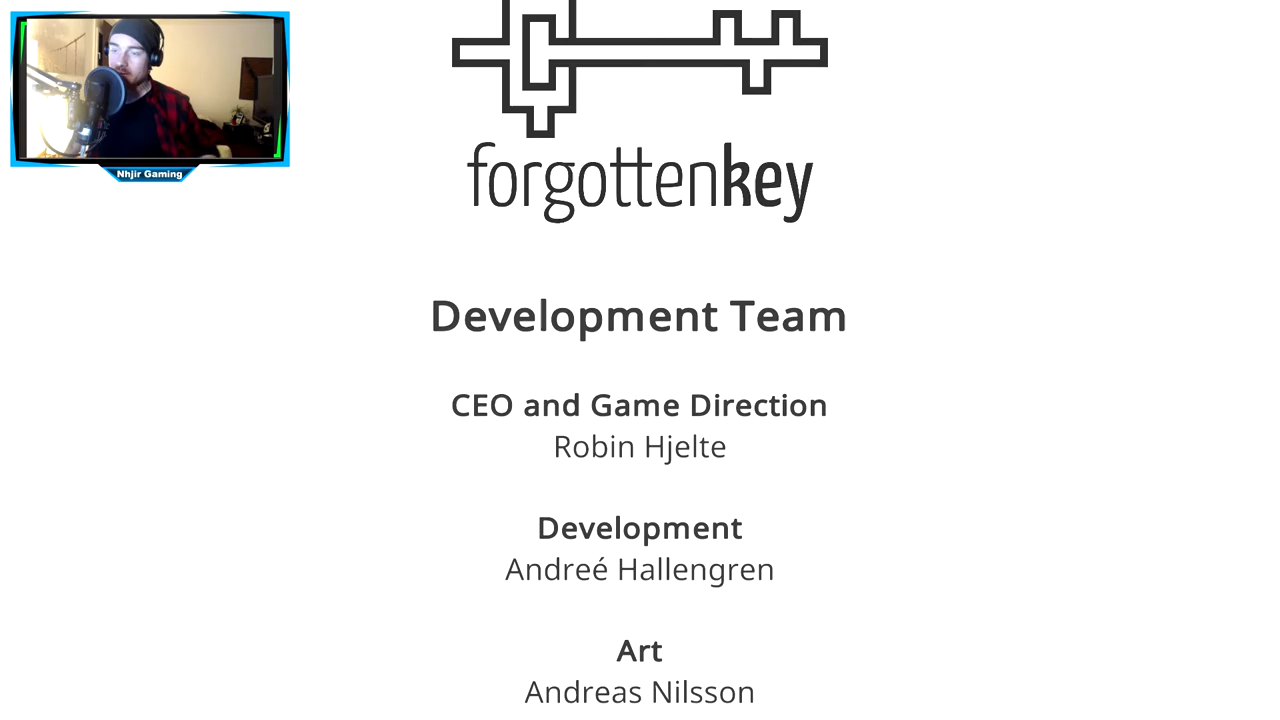 Nhjir Gaming
forgottenkey
Development Team
CEO and Game Direction
Robin Hjelte
Development
Andreé Hallengren
Art
Andreas Nilsson